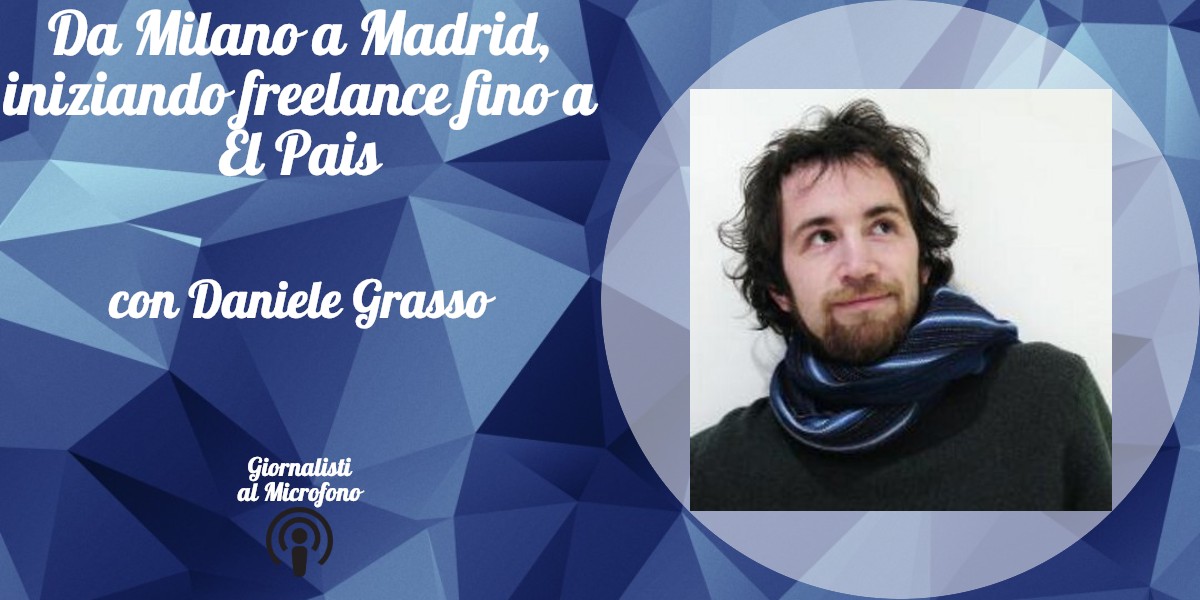 Da Milano a Madrid,
iniziando freelance fino a
El Pais
con Daniele Grasso
Giornalisti
al Microfono